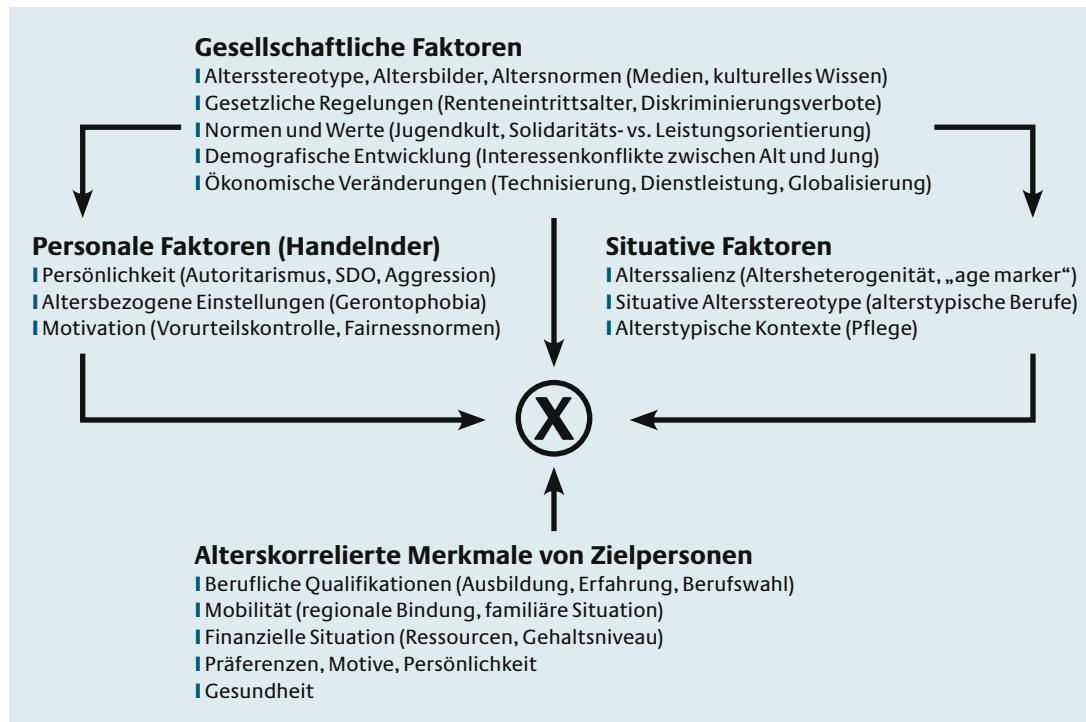 Gesellschaftliche Faktoren
Altersstereotype, Altersbilder, Altersnormen (Medien, kulturelles Wissen)
Gesetzliche Regelungen (Renteneintrittsalter, Diskriminierungsverbote)
Normen und Werte (Jugendkult, Solidaritäts- vs. Leistungsorientierung)
Demografische Entwicklung (Interessenkonflikte zwischen Alt und Jung)
Ökonomische Veränderungen (Technisierung, Dienstleistung, Globalisierung)
Personale Faktoren (Handelnder)
Persönlichkeit (Autoritarismus, SDO, Aggression)
Altersbezogene Einstellungen (Gerontophobia)
Motivation (Vorurteilskontrolle, Fairnessnormen)
Situative Faktoren
Alterssalienz (Altersheterogenität, „age marker“)
Situative Altersstereotype (alterstypische Berufe)
Alterstypische Kontexte (Pflege)
X
Alterskorrelierte Merkmale von Zielpersonen
Berufliche Qualifikationen (Ausbildung, Erfahrung, Berufswahl)
Mobilität (regionale Bindung, familiäre Situation)
Finanzielle Situation (Ressourcen, Gehaltsniveau)
Präferenzen, Motive, Persönlichkeit
Gesundheit